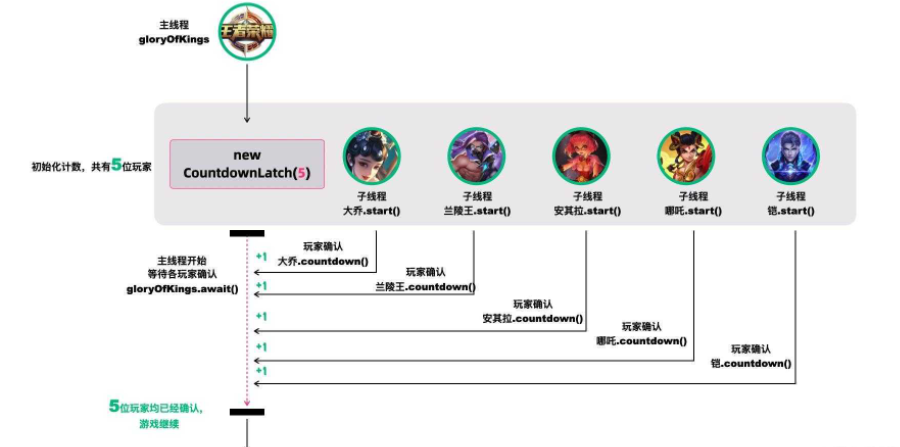 主线程
gloryOfKings
王者荣耀
初始化计数，共有5位玩家
new
CountdownLatch(5)
子线程
大乔.start()
子线程
兰陵王.start()
子线程
安其拉.start()
子线程
哪吒.start()
子线程
铠.start()
主线程开始
等待各玩家确认
gloryOfKings.await()
+1
玩家确认
大乔.countdown()
+1
玩家确认
兰陵王.countdown()
+1
玩家确认
安其拉.countdown()
+1
玩家确认
哪吒.countdown()
+1
玩家确认
铠.countdown()
5位玩家均已经确认，
游戏继续